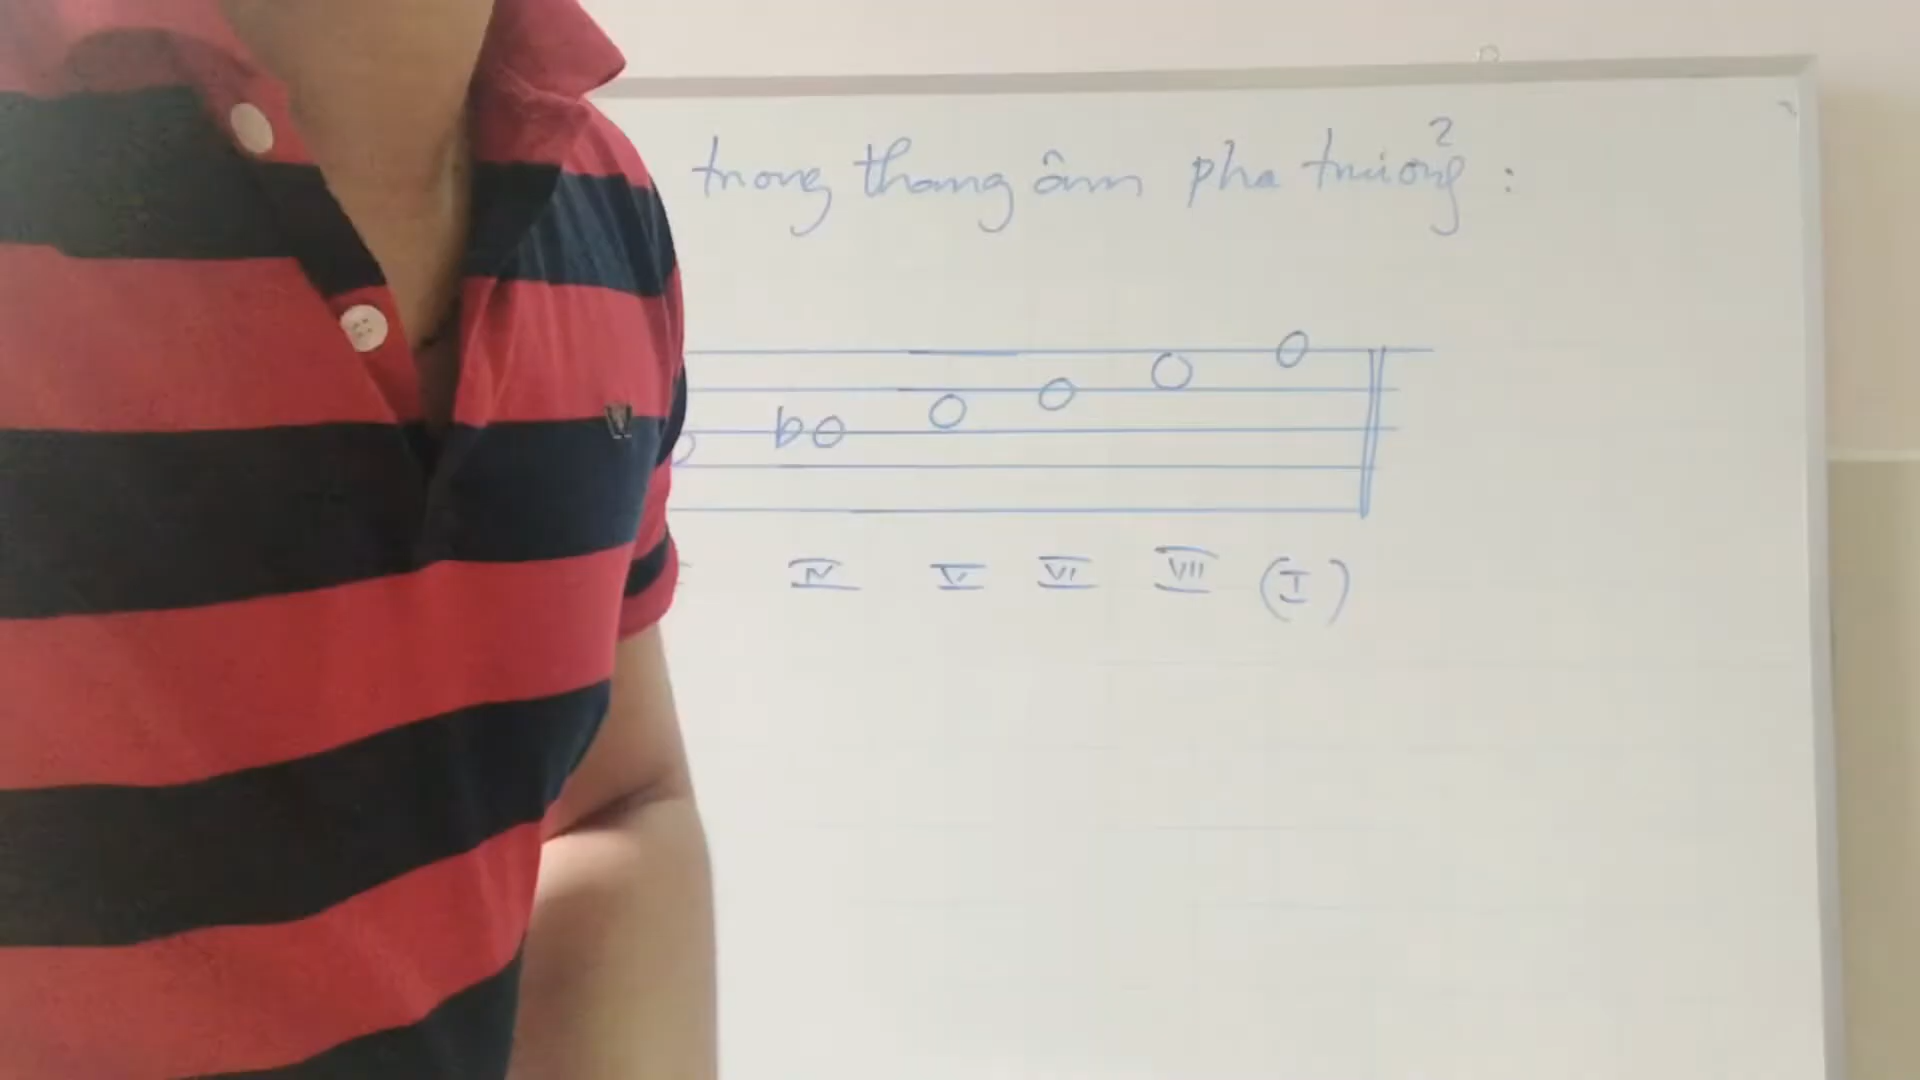 trong thang âm pha trưởng :
IV V VI VII (I)